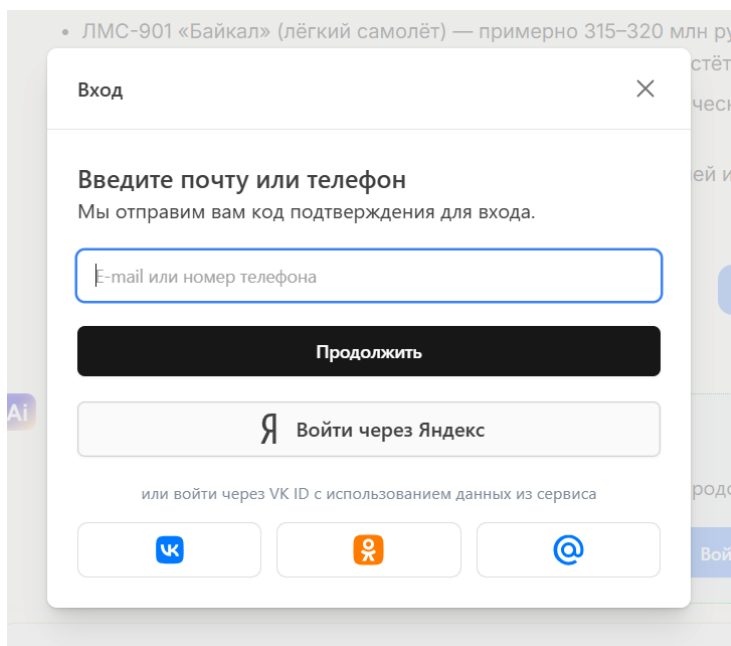 • ЛМС-901 «Байкал» (лёгкий самолёт) — примерно 315–320 млн
Вход
Введите почту или телефон
Мы отправим вам код подтверждения для входа.
E-mail или номер телефона
Продолжить
Ai
Я Войти через Яндекс
или войти через VK ID с использованием данных из сервиса